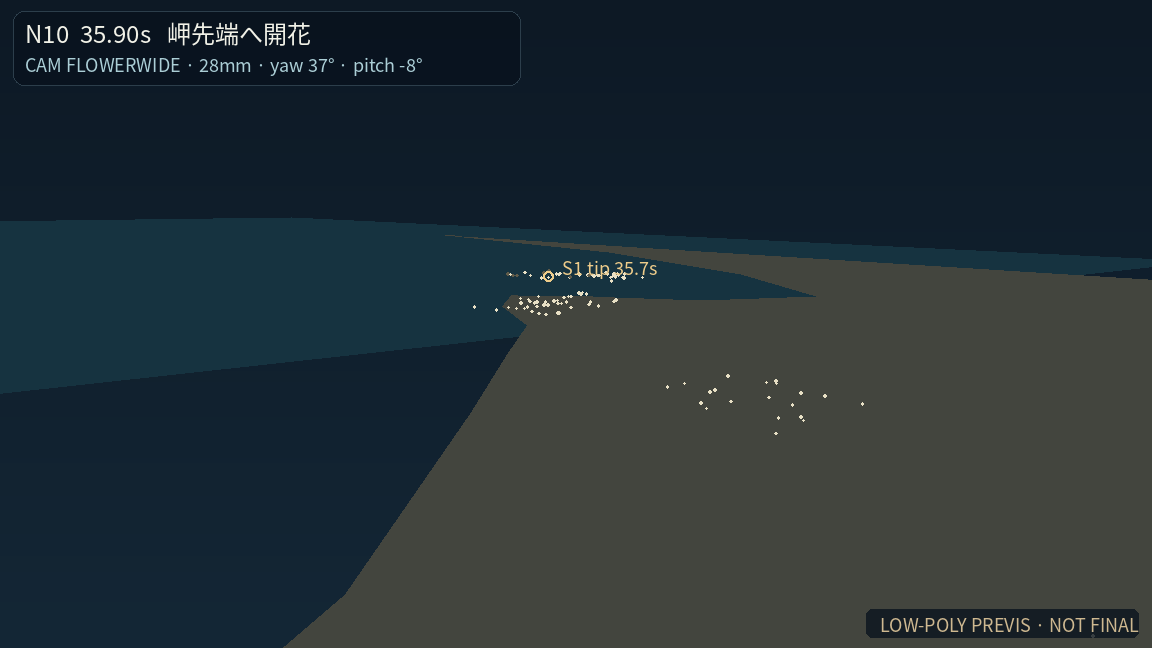 N10 35.90s 岬先端へ開花
CAM FLOWERWIDE · 28mm · yaw 37° · pitch -8°
S1 tip 35.7s
LOW-POLY PREVIS · NOT FINAL